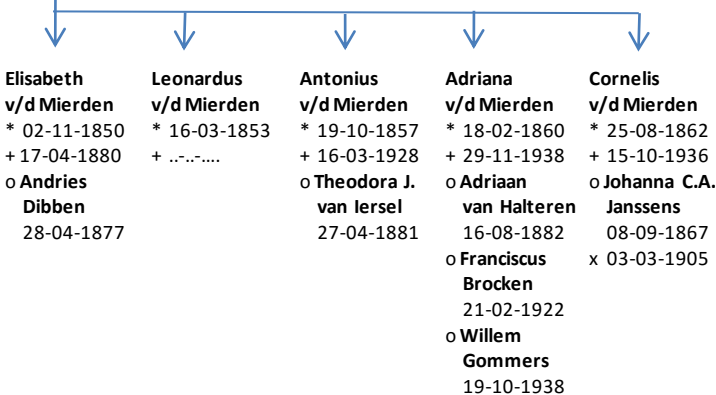 Elisabeth
v/d Mierden
* 02-11-1850
+ 17-04-1880
o Andries
Dibben
28-04-1877
Leonardus
v/d Mierden
* 16-03-1853
+ ..-..-....
Antonius
v/d Mierden
* 19-10-1857
+ 16-03-1928
o Theodora J.
van Iersel
27-04-1881
Adriana
v/d Mierden
* 18-02-1860
+ 29-11-1938
o Adriaan
van Halteren
16-08-1882
o Franciscus
Brocken
21-02-1922
o Willem
Gommers
19-10-1938
Cornelis
v/d Mierden
* 25-08-1862
+ 15-10-1936
o Johanna C.A.
Janssens
08-09-1867
x 03-03-1905